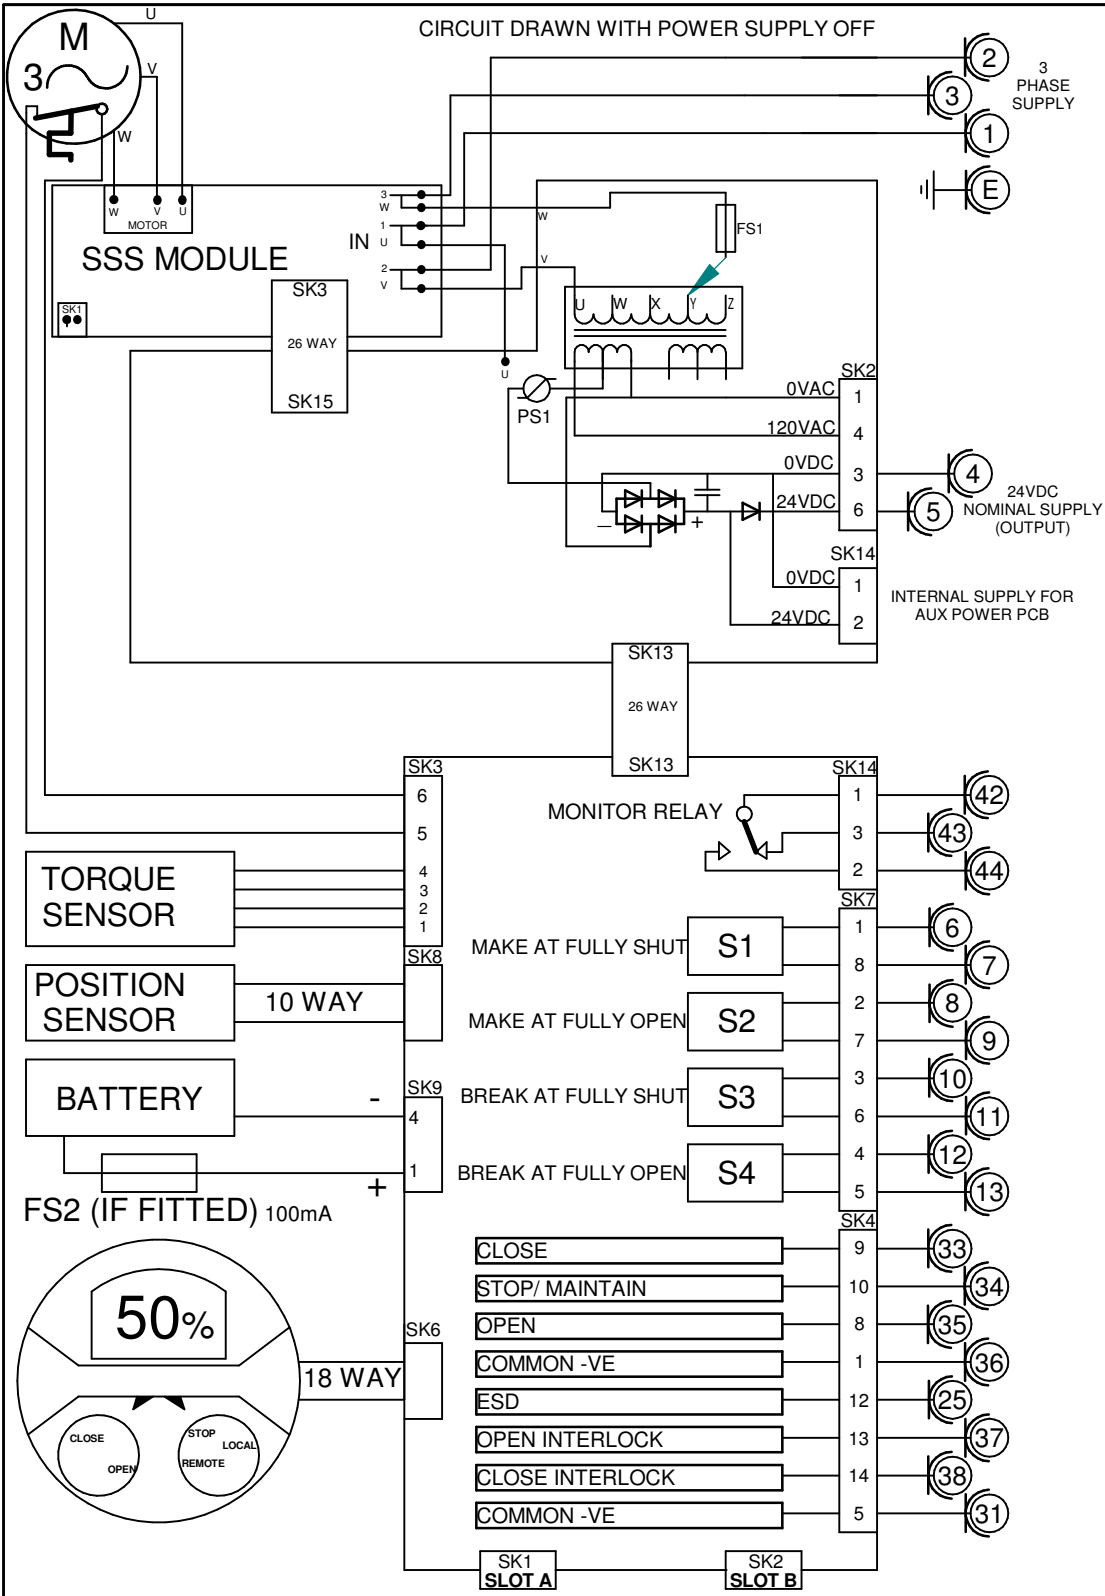 CIRCUIT DRAWN WITH POWER SUPPLY OFF
U
M
3
V
W
2
3
1
E
3
PHASE
SUPPLY
W V U
MOTOR
SSS MODULE
IN
3
W
1
U
2
V
W
V
U
FS1
SK1
SK3
26 WAY
SK15
U W X Y Z
PS1
SK2
0VAC 1
120VAC 4
0VDC 3
24VDC 6
4
5
24VDC
NOMINAL SUPPLY
(OUTPUT)
— +
SK14
0VDC 1
24VDC 2
INTERNAL SUPPLY FOR
AUX POWER PCB
SK13
26 WAY
SK13
SK3
6
5
4
3
2
1
TORQUE
SENSOR
SK8
POSITION
SENSOR
10 WAY
BATTERY
-
+
SK9
4
1
FS2 (IF FITTED) 100mA
50%
CLOSE
OPEN
STOP
LOCAL
REMOTE
18 WAY
SK6
MONITOR RELAY
SK14
1 42
3 43
2 44
SK7
MAKE AT FULLY SHUT S1
1 6
8 7
MAKE AT FULLY OPEN S2
2 8
7 9
BREAK AT FULLY SHUT S3
3 10
6 11
BREAK AT FULLY OPEN S4
4 12
5 13
SK4
CLOSE 9 33
STOP/ MAINTAIN 10 34
OPEN 8 35
COMMON -VE 1 36
ESD 12 25
OPEN INTERLOCK 13 37
CLOSE INTERLOCK 14 38
COMMON -VE 5 31
SK1
SLOT A
SK2
SLOT B